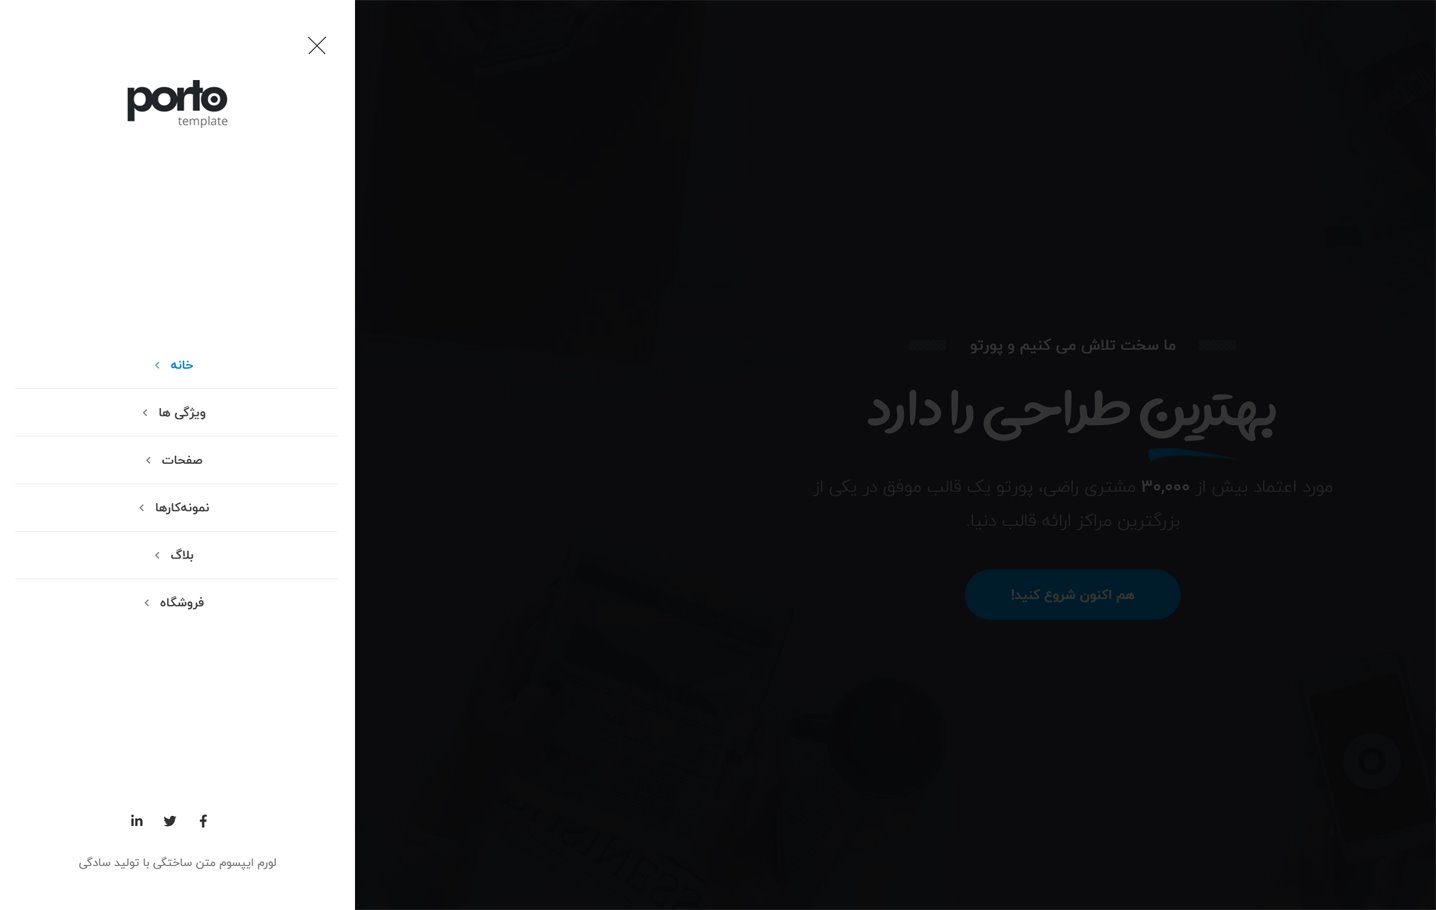 porto
template
خانه
ویژگی ها
صفحات
نمونه‌کارها
بلاگ
فروشگاه
لورم ایپسوم متن ساختگی با تولید سادگی
ما سخت تلاش می کنیم و پورتو
بهترین طراحی را دارد
مورد اعتماد بیش از ۳۰,۰۰۰ مشتری راضی، پورتو یک قالب موفق در یکی از
بزرگترین مراکز ارائه قالب دنیا.
هم اکنون شروع کنید!